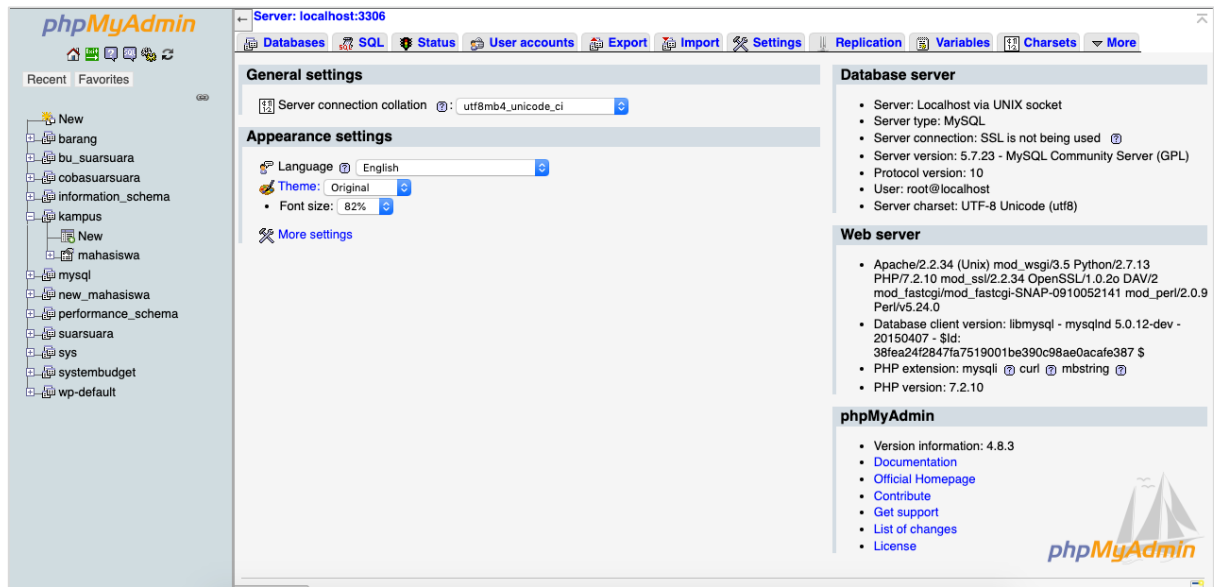 phpMyAdmin
Recent Favorites
New
barang
bu_suarsuara
cobasuarsuara
information_schema
kampus
New
mahasiswa
mysql
new_mahasiswa
performance_schema
suarsuara
sys
systembudget
wp-default
Server: localhost:3306
Databases SQL Status User accounts Export Import Settings Replication Variables Charsets More
General settings
Server connection collation : utf8mb4_unicode_ci
Appearance settings
Language English
Theme: Original
• Font size: 82%
More settings
Database server
• Server: Localhost via UNIX socket
• Server type: MySQL
• Server connection: SSL is not being used
• Server version: 5.7.23 - MySQL Community Server (GPL)
• Protocol version: 10
• User: root@localhost
• Server charset: UTF-8 Unicode (utf8)
Web server
• Apache/2.2.34 (Unix) mod_wsgi/3.5 Python/2.7.13
PHP/7.2.10 mod_ssl/2.2.34 OpenSSL/1.0.2o DAV/2
mod_fastcgi/mod_fastcgi-SNAP-0910052141 mod_perl/2.0.9
Perl/v5.24.0
• Database client version: libmysql - mysqlnd 5.0.12-dev -
20150407 - $Id:
38fea24f2847fa7519001be390c98ae0acafe387 $
• PHP extension: mysqli curl mbstring
• PHP version: 7.2.10
phpMyAdmin
• Version information: 4.8.3
• Documentation
• Official Homepage
• Contribute
• Get support
• List of changes
• License
phpMyAdmin